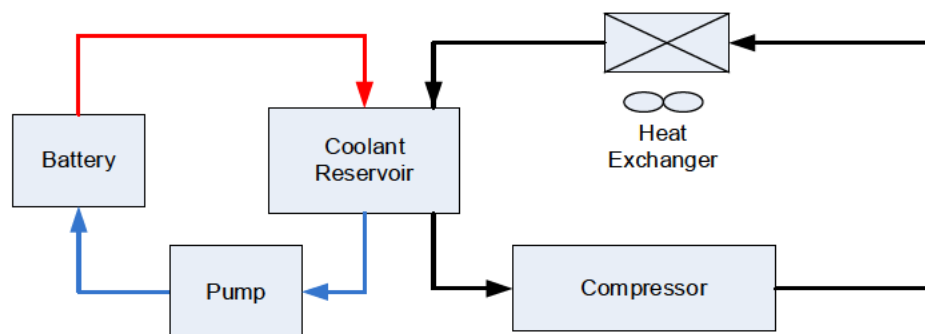 Battery
Coolant
Reservoir
Heat
Exchanger
Pump
Compressor